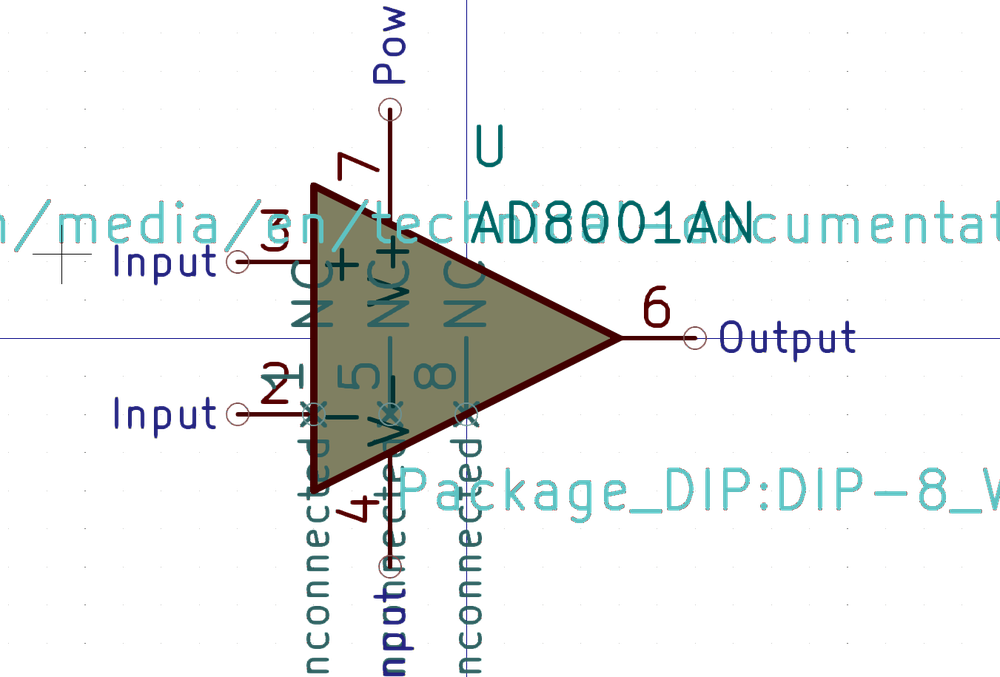 Pow
U
7
n/media/en/technical-documentat
AD8001AN
3
Input
+
V+
NC
NC
NC
6
Output
2
1
5
8
Input
-
V-
Package_DIP:DIP-8_W
4
nconnected
nconnected
nconnected
nput